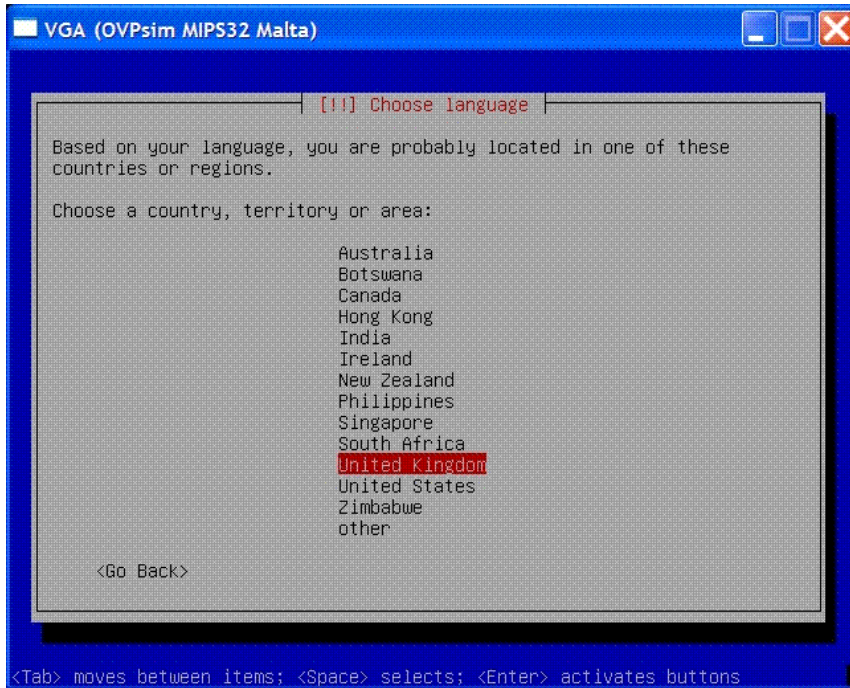 VGA (OVPsim MIPS32 Malta)
[!!] Choose language
Based on your language, you are probably located in one of these
countries or regions.
Choose a country, territory or area:
Australia
Botswana
Canada
Hong Kong
India
Ireland
New Zealand
Philippines
Singapore
South Africa
United Kingdom
United States
Zimbabwe
other
<Go Back>
<Tab> moves between items; <Space> selects; <Enter> activates buttons